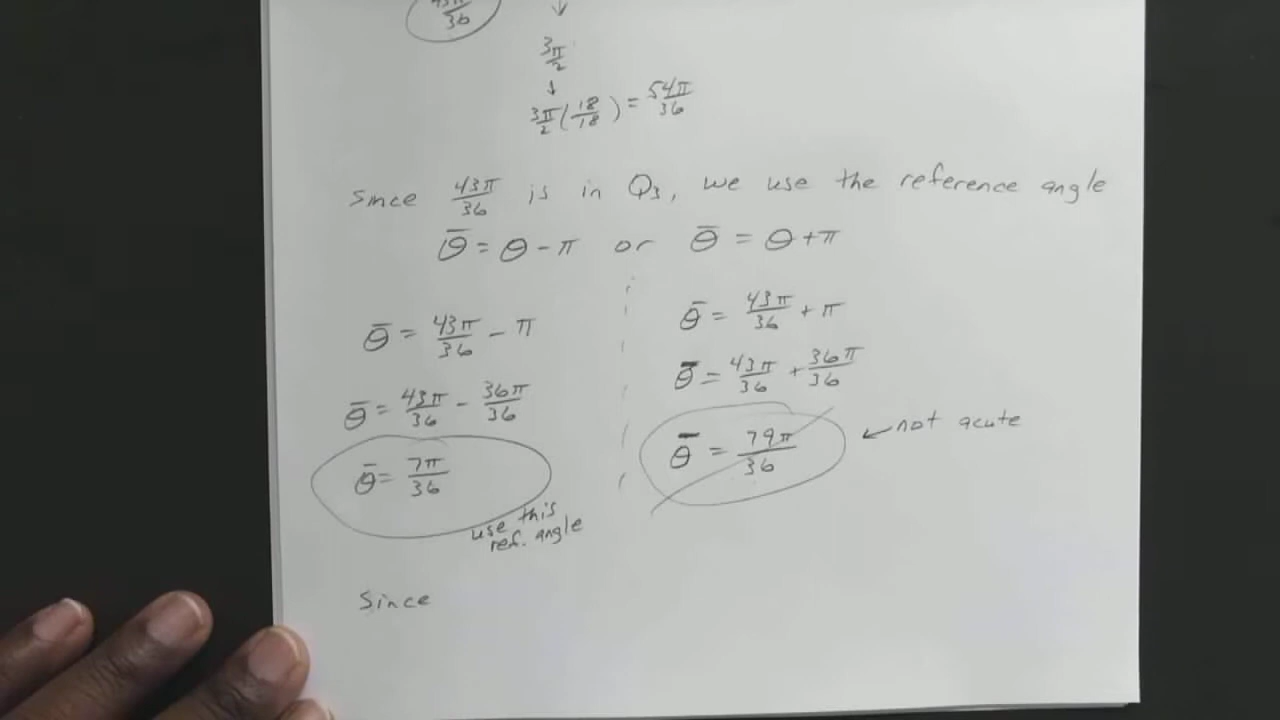 43π/36
3π/2
3π/2 (18/18) = 54π/36
Since 43π/36 is in Q3, we use the reference angle
θ̄ = θ - π or θ̄ = θ + π
θ̄ = 43π/36 - π
θ̄ = 43π/36 - 36π/36
θ̄ = 7π/36
use this
ref. angle
θ̄ = 43π/36 + π
θ̄ = 43π/36 + 36π/36
θ̄ = 79π/36 ← not acute
Since